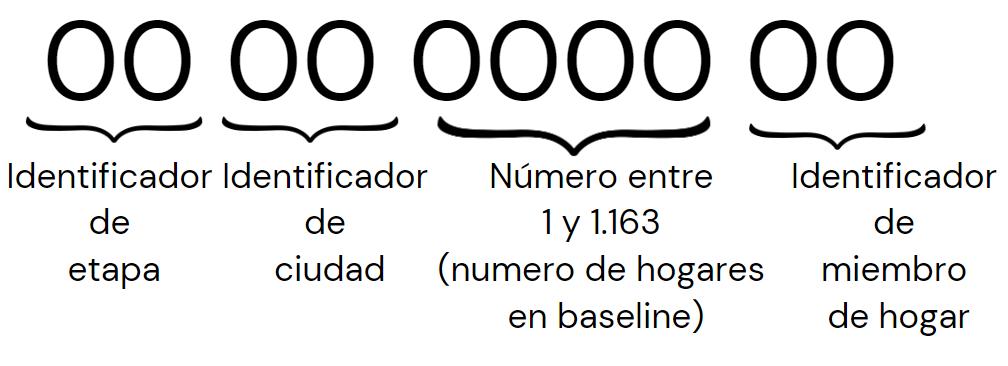 00 00 0000 00
Identificador Identificador Número entre Identificador
de de 1 y 1.163 de
etapa ciudad (numero de hogares miembro
en baseline) de hogar